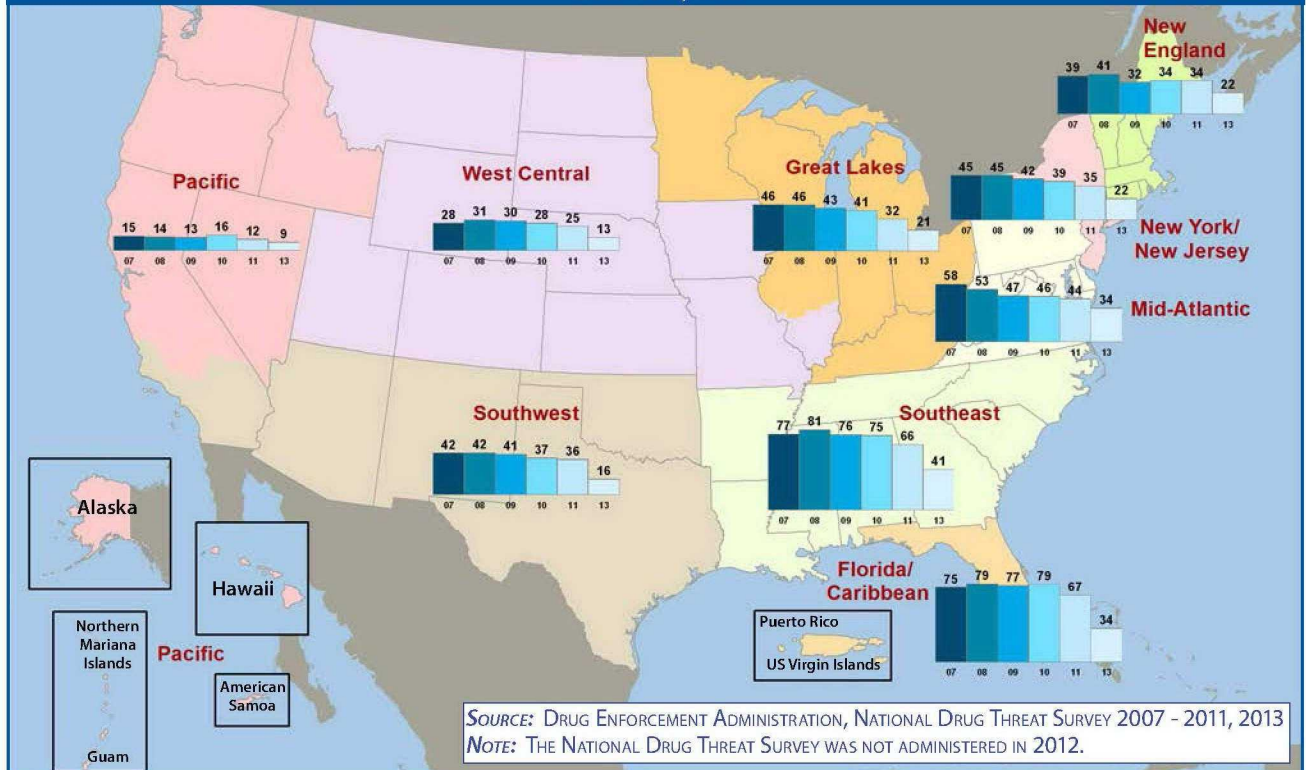 New
England
39 41 32 34 34 22
07 08 09 10 11 13
Pacific
15 14 13 16 12 9
07 08 09 10 11 13
West Central
28 31 30 28 25 13
07 08 09 10 11 13
Great Lakes
46 46 43 41 32 21
07 08 09 10 11 13
45 45 42 39 35 22
07 08 09 10 11 13
New York/
New Jersey
58 53 47 46 44 34
07 08 09 10 11 13
Mid-Atlantic
Southwest
42 42 41 37 36 16
07 08 09 10 11 13
Southeast
77 81 76 75 66 41
07 08 09 10 11 13
Florida/
Caribbean
75 79 77 79 67 34
07 08 09 10 11 13
Alaska
Hawaii
Northern
Mariana
Islands
Guam
Pacific
American
Samoa
Puerto Rico
US Virgin Islands
SOURCE: DRUG ENFORCEMENT ADMINISTRATION, NATIONAL DRUG THREAT SURVEY 2007 - 2011, 2013
NOTE: THE NATIONAL DRUG THREAT SURVEY WAS NOT ADMINISTERED IN 2012.